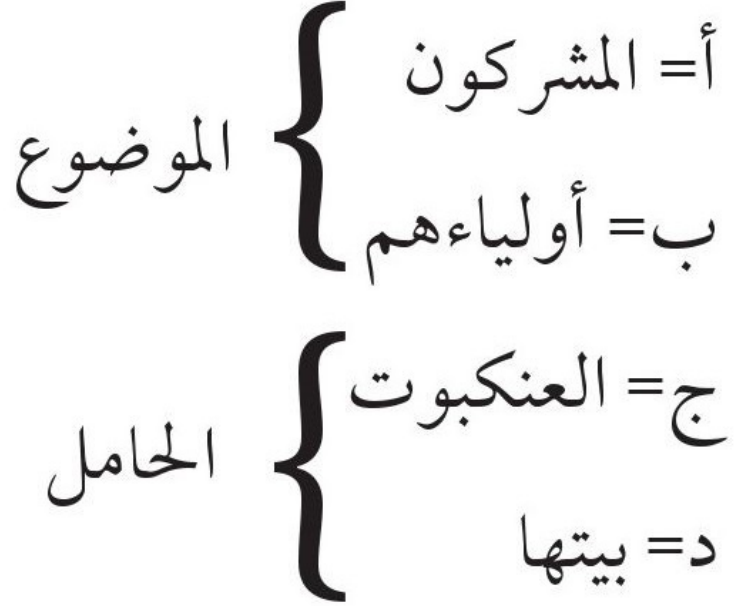 أ= المشركون
ب= أولياءهم
الموضوع
ج= العنكبوت
د= بيتها
الحامل